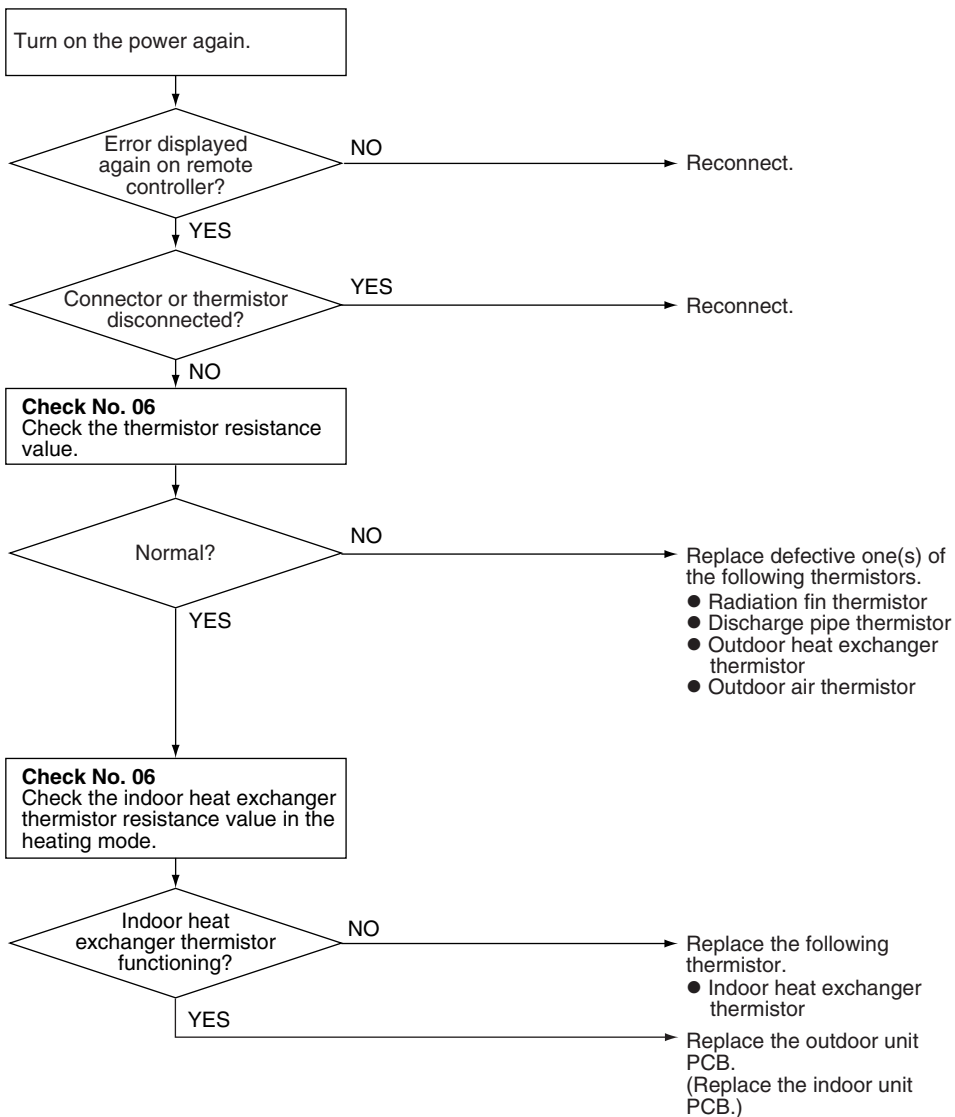 Turn on the power again.
Error displayed
again on remote
controller?
NO
Reconnect.
YES
Connector or thermistor
disconnected?
YES
Reconnect.
NO
Check No. 06
Check the thermistor resistance
value.
Normal?
NO
Replace defective one(s) of
the following thermistors.
● Radiation fin thermistor
● Discharge pipe thermistor
● Outdoor heat exchanger
thermistor
● Outdoor air thermistor
YES
Check No. 06
Check the indoor heat exchanger
thermistor resistance value in the
heating mode.
Indoor heat
exchanger thermistor
functioning?
NO
Replace the following
thermistor.
● Indoor heat exchanger
thermistor
YES
Replace the outdoor unit
PCB.
(Replace the indoor unit
PCB.)